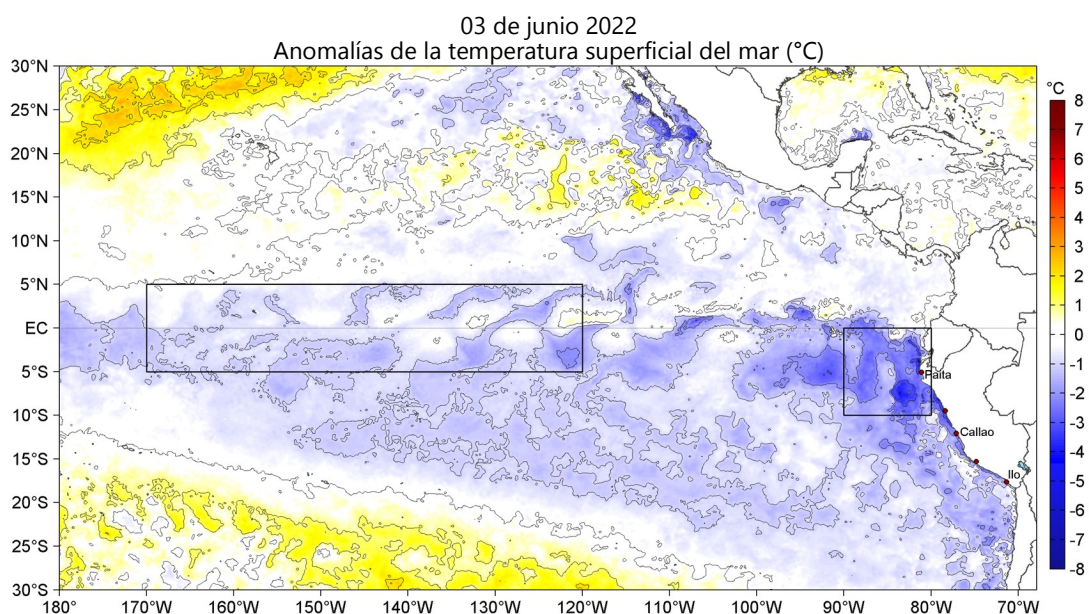 03 de junio 2022
Anomalías de la temperatura superficial del mar (°C)
30°N
25°N
20°N
15°N
10°N
5°N
EC
5°S
10°S
15°S
20°S
25°S
30°S
180
170°W
160°W
150°W
140°W
130°W
120°W
110°W
100°W
90°W
80°W
70°W
Paita
Callao
Ilo
°C
8
7
6
5
4
3
2
1
0
-1
-2
-3
-4
-5
-6
-7
-8